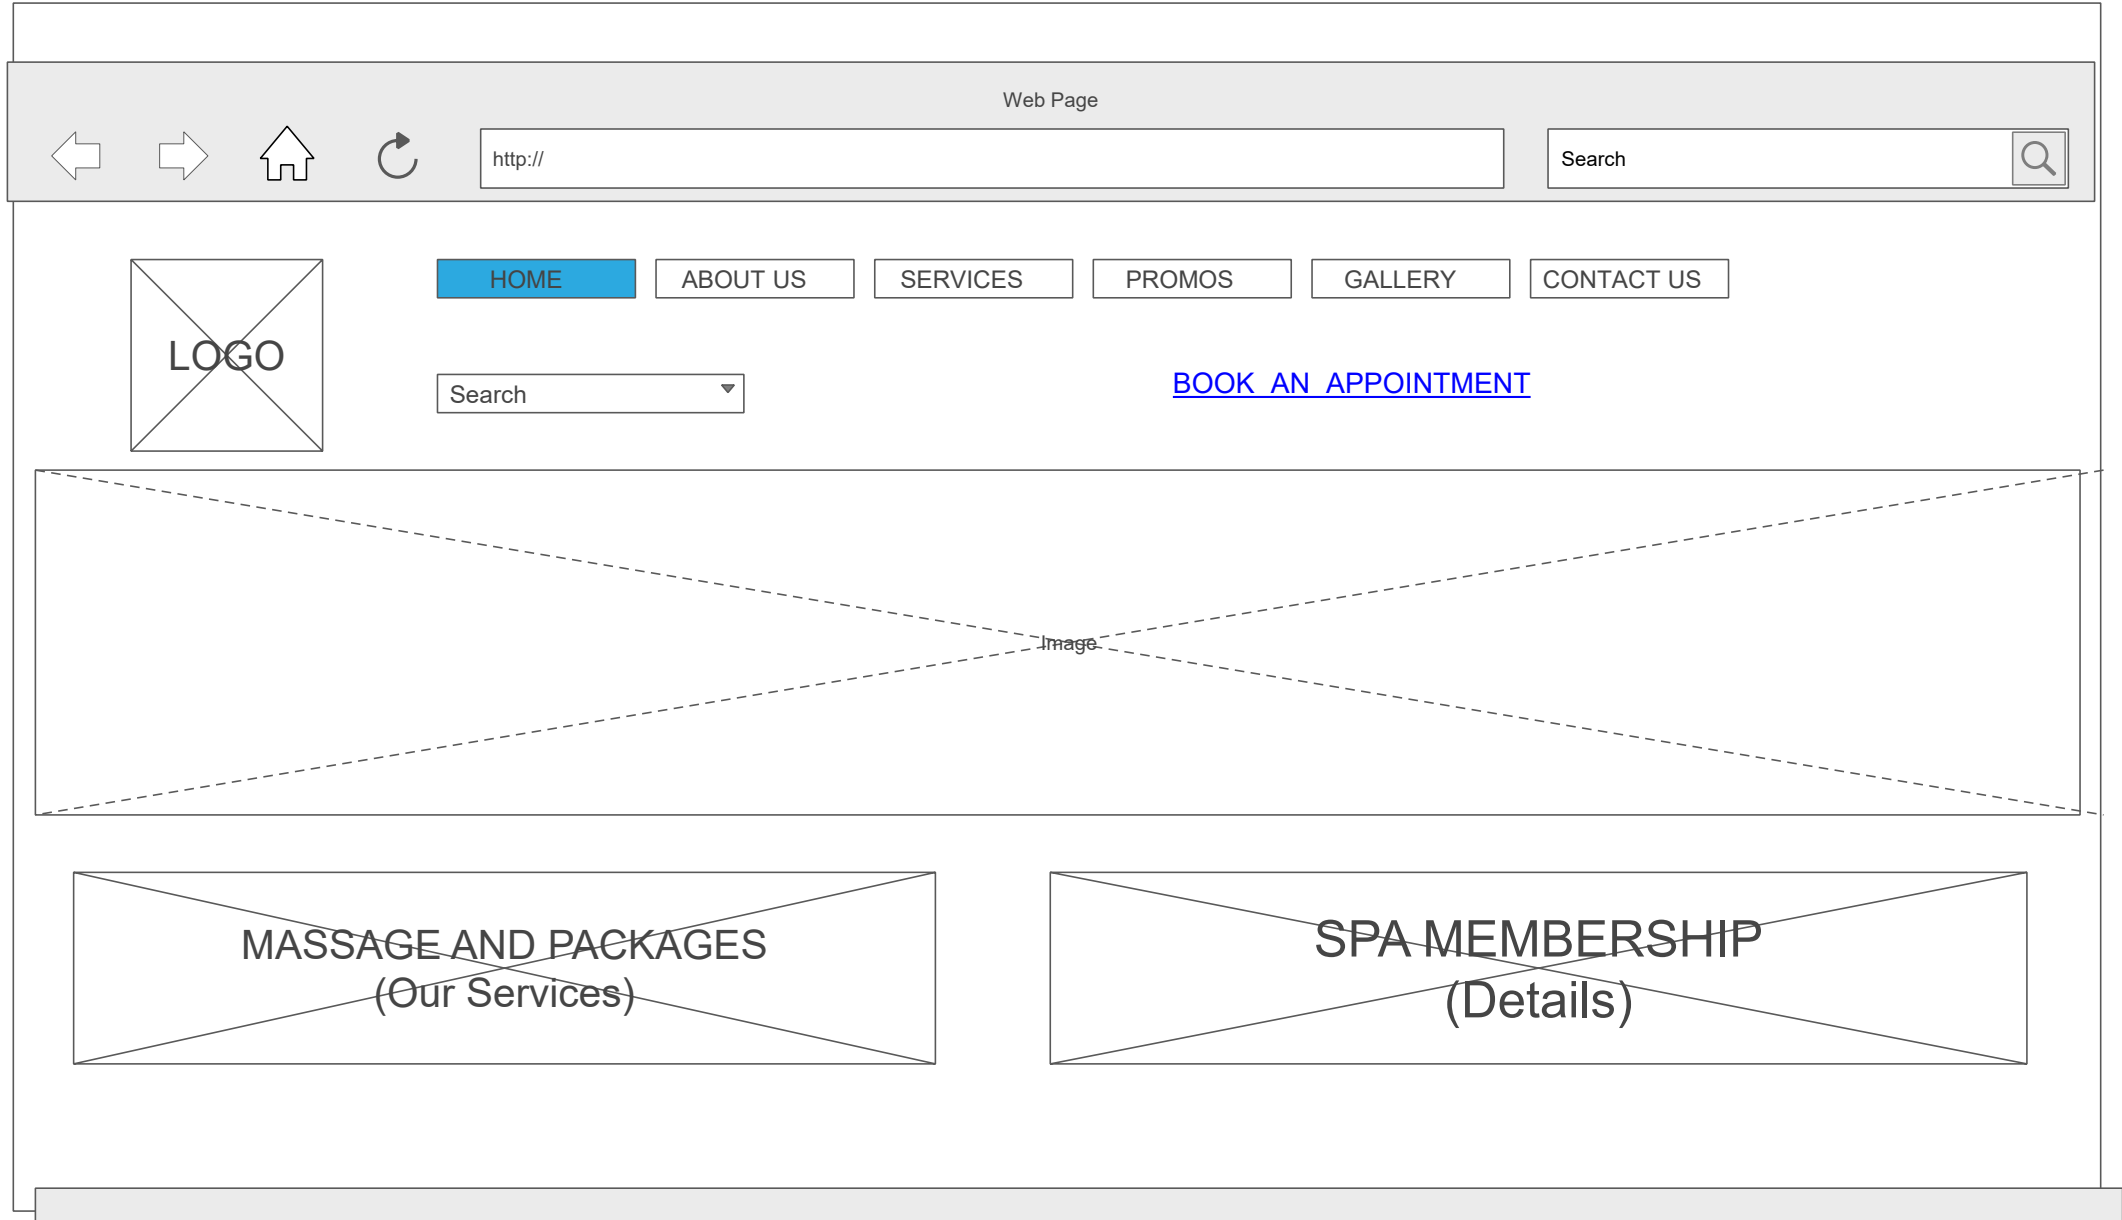 Web Page
http://
Search
HOME
ABOUT US
SERVICES
PROMOS
GALLERY
CONTACT US
LOGO
Search
BOOK AN APPOINTMENT
Image
MASSAGE AND PACKAGES
(Our Services)
SPA MEMBERSHIP
(Details)